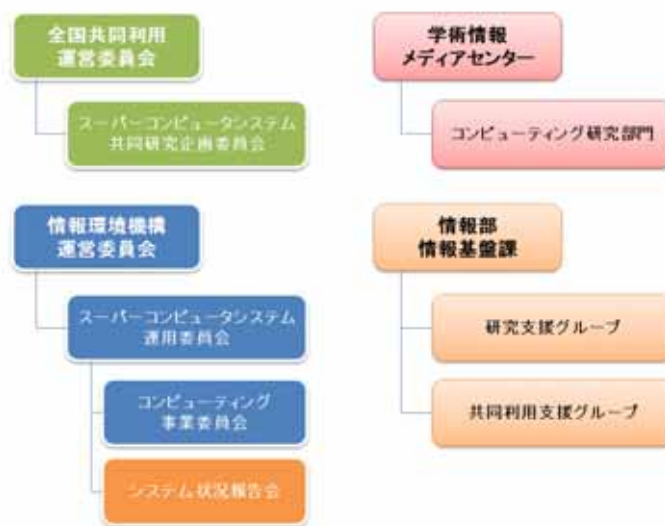 全国共同利用
運営委員会
スーパーコンピュータシステム
共同研究企画委員会
情報環境機構
運営委員会
スーパーコンピュータシステム
運用委員会
コンピューティング
事業委員会
システム状況報告会
学術情報
メディアセンター
コンピューティング研究部門
情報部
情報基盤課
研究支援グループ
共同利用支援グループ